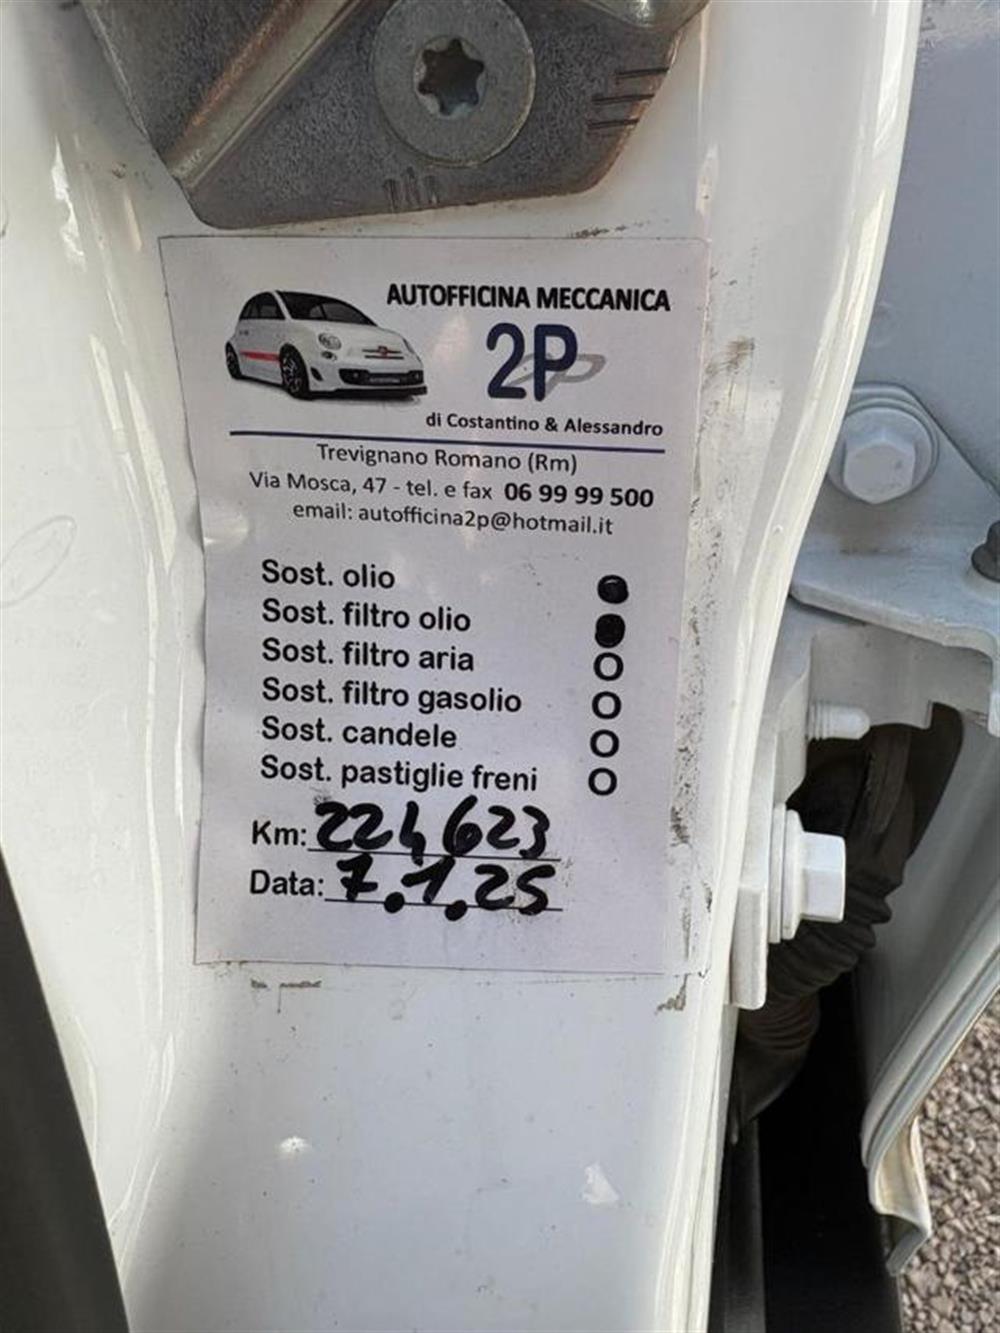 AUTOFFICINA MECCANICA
2P
di Costantino & Alessandro
Trevignano Romano (Rm)
Via Mosca, 47 - tel. e fax 06 99 99 500
email: autofficina2p@hotmail.it
Sost. olio
Sost. filtro olio
Sost. filtro aria
Sost. filtro gasolio
Sost. candele
Sost. pastiglie freni
Km: 224623
Data: 7.1.25